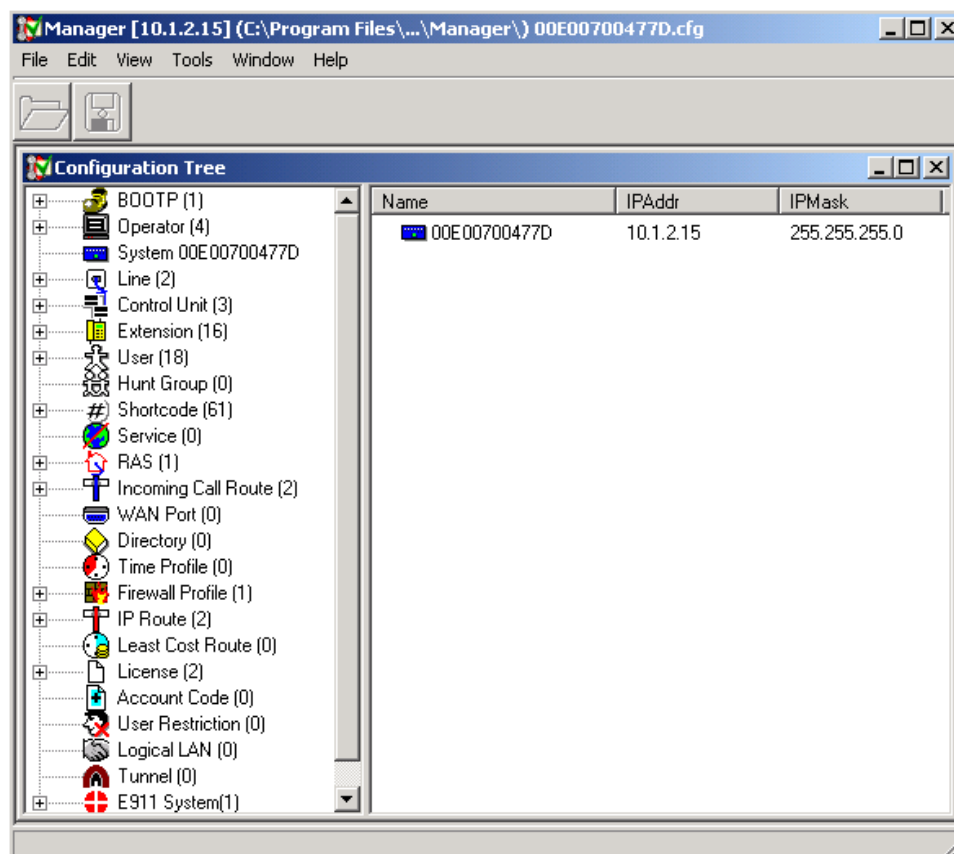 Manager [10.1.2.15] (C:\Program Files\...\Manager\) 00E00700477D.cfg
File Edit View Tools Window Help
Configuration Tree
BOOTP (1)
Operator (4)
System 00E00700477D
Line (2)
Control Unit (3)
Extension (16)
User (18)
Hunt Group (0)
Shortcode (61)
Service (0)
RAS (1)
Incoming Call Route (2)
WAN Port (0)
Directory (0)
Time Profile (0)
Firewall Profile (1)
IP Route (2)
Least Cost Route (0)
License (2)
Account Code (0)
User Restriction (0)
Logical LAN (0)
Tunnel (0)
E911 System(1)
Name IPAddr IPMask
00E00700477D 10.1.2.15 255.255.255.0